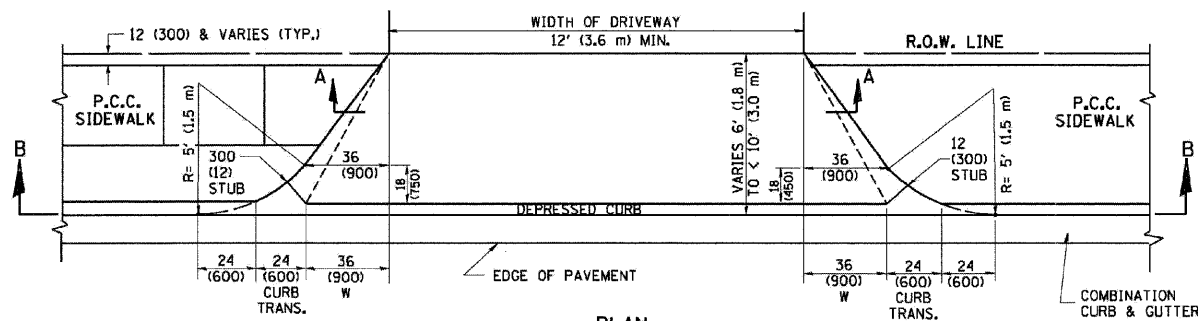 WIDTH OF DRIVEWAY
12' (3.6 m) MIN.
12 (300) & VARIES (TYP.)
R.O.W. LINE
A
A
P.C.C.
SIDEWALK
P.C.C.
SIDEWALK
B
B
R= 5' (1.5 m)
300
(12)
STUB
36
(900)
18
(750)
VARIES 6' (1.8 m)
TO < 10' (3.0 m)
36
(900)
18
(450)
12
(300)
STUB
R= 5' (1.5 m)
DEPRESSED CURB
24
(600)
24
(600)
CURB
TRANS.
36
(900)
W
EDGE OF PAVEMENT
36
(900)
W
24
(600)
CURB
TRANS.
24
(600)
COMBINATION
CURB & GUTTER
PLAN